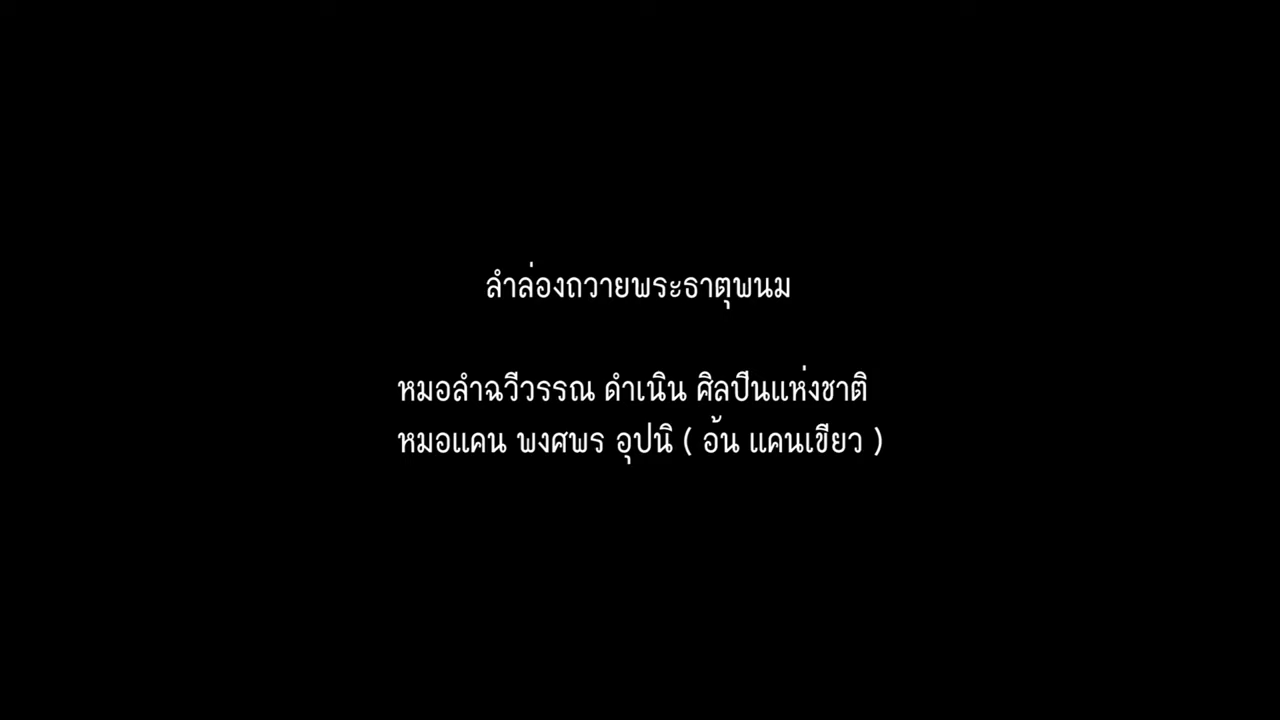 ลำล่องถวายพระธาตุพนม
หมอลำฉวีวรรณ ดำเนิน ศิลปินแห่งชาติ
หมอแคน พงศพร อุปนิ ( อ้น แคนเขียว )